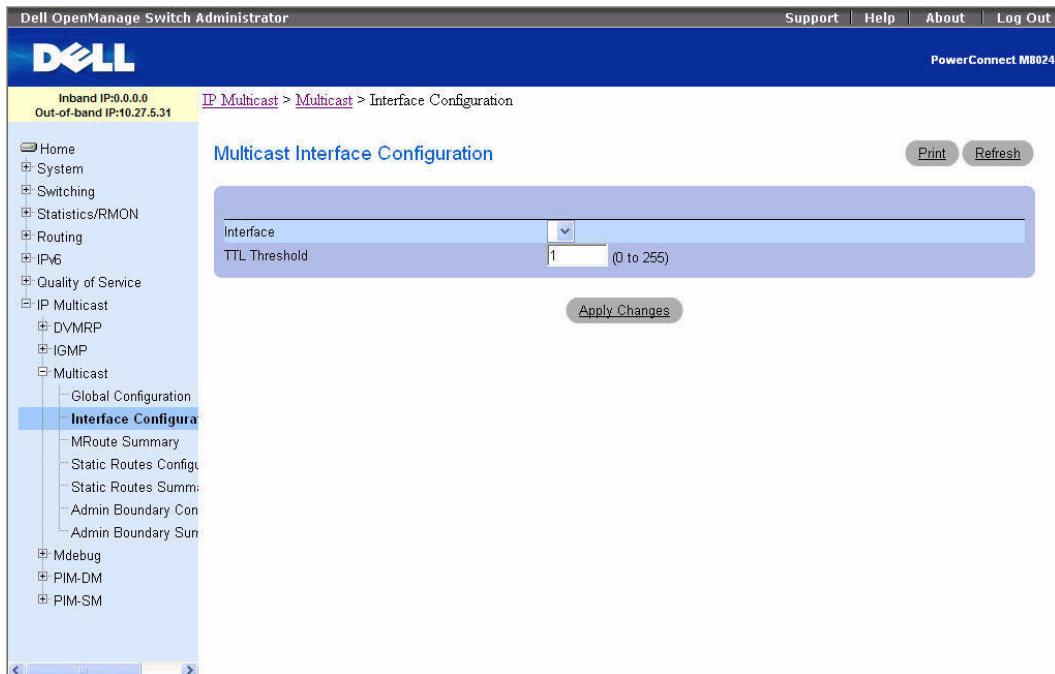 Dell OpenManage Switch Administrator
Support Help About Log Out
DELL
PowerConnect M8024
Inband IP:0.0.0.0
Out-of-band IP:10.27.5.31
IP Multicast > Multicast > Interface Configuration
Home
System
Switching
Statistics/RMON
Routing
IPv6
Quality of Service
IP Multicast
DVMRP
IGMP
Multicast
Global Configuration
Interface Configura
MRoute Summary
Static Routes Configu
Static Routes Summ
Admin Boundary Con
Admin Boundary Sum
Mdebug
PIM-DM
PIM-SM
Multicast Interface Configuration
Print Refresh
Interface
TTL Threshold 1 (0 to 255)
Apply Changes